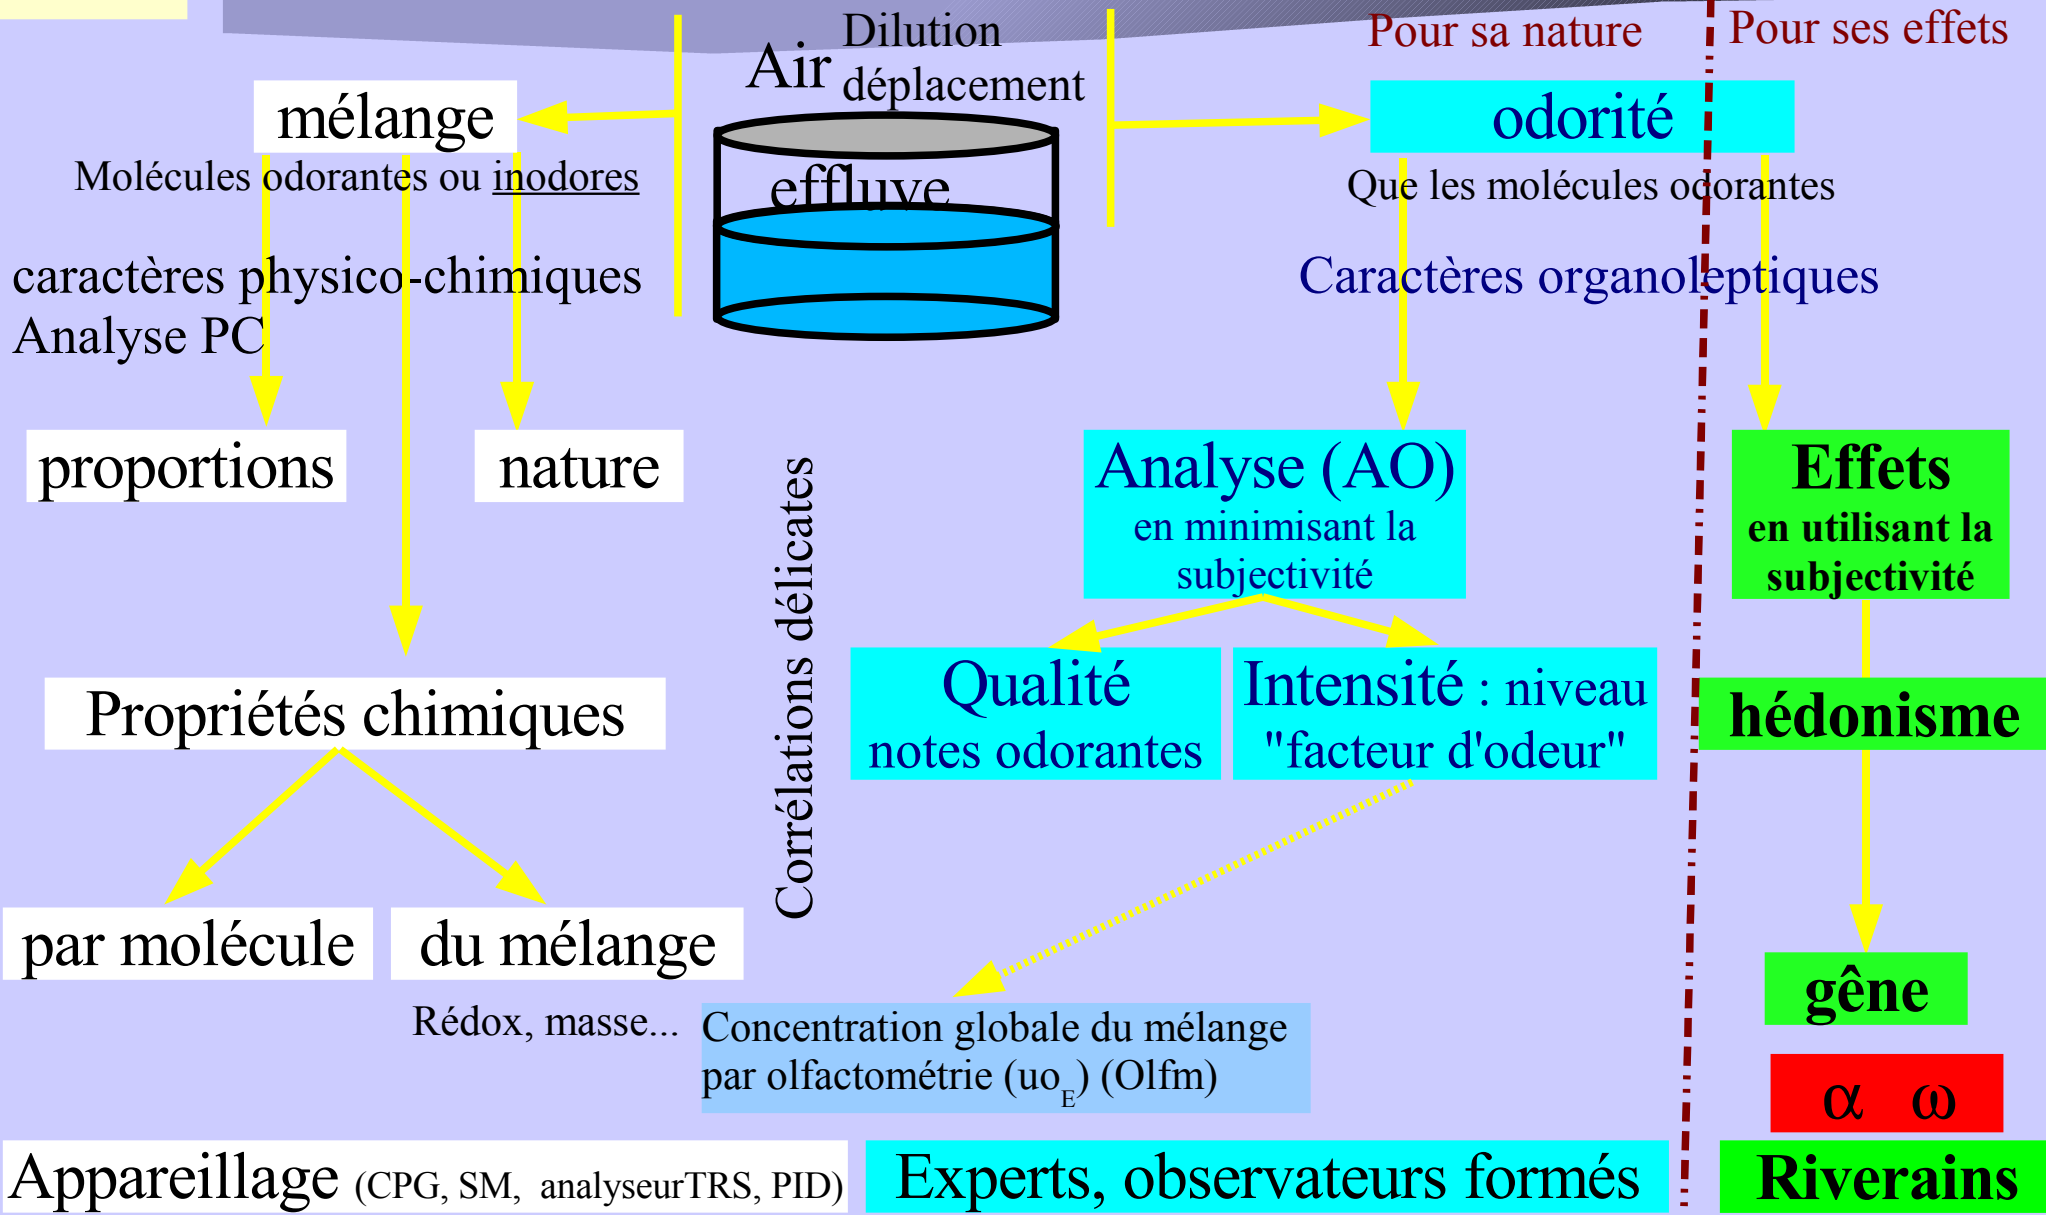 Air
Dilution
déplacement
Pour sa nature
Pour ses effets
mélange
odorité
Molécules odorantes ou inodores
effluve
Que les molécules odorantes
caractères physico-chimiques
Analyse PC
Caractères organoleptiques
proportions
nature
Corrélations délicates
Analyse (AO)
en minimisant la
subjectivité
Effets
en utilisant la
subjectivité
Propriétés chimiques
Qualité
notes odorantes
Intensité : niveau
"facteur d'odeur"
hédonisme
par molécule
du mélange
Rédox, masse...
Concentration globale du mélange
par olfactométrie (uoE) (Olfm)
gêne
α ω
Appareillage (CPG, SM, analyseurTRS, PID)
Experts, observateurs formés
Riverains